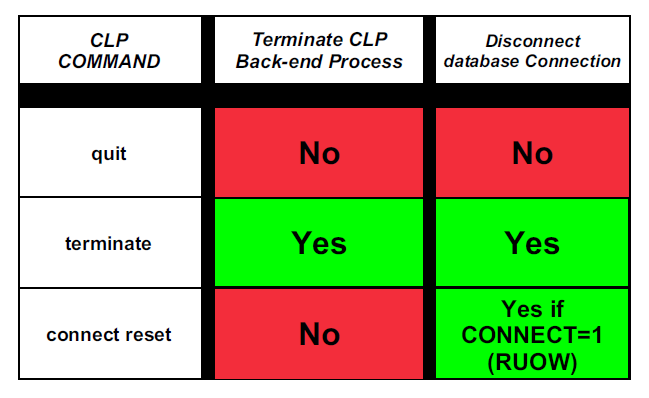 CLP
COMMAND
Terminate CLP
Back-end Process
Disconnect
database Connection
quit
No
No
terminate
Yes
Yes
connect reset
No
Yes if
CONNECT=1
(RUOW)